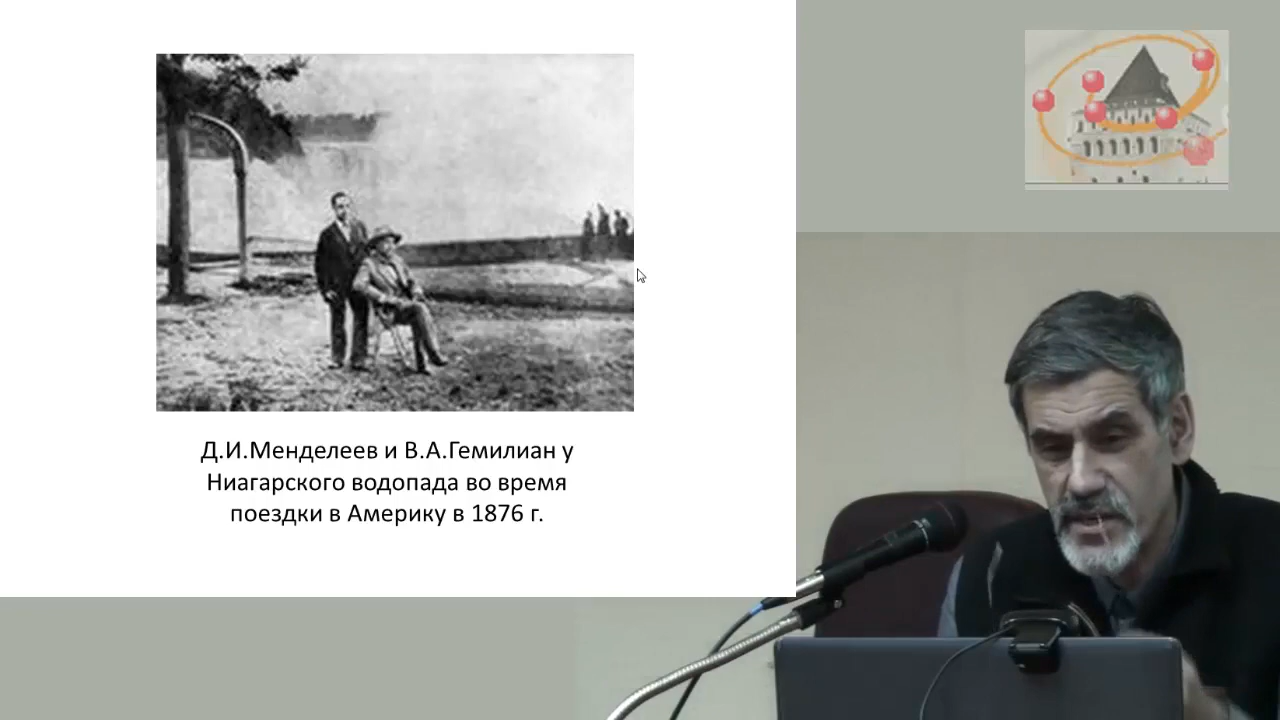 Д.И.Менделеев и В.А.Гемилиан у
Ниагарского водопада во время
поездки в Америку в 1876 г.